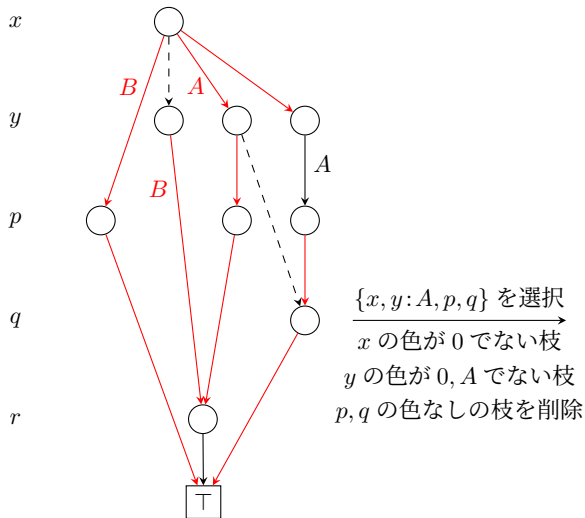 x
B
A
y
A
B
p
q
{x, y : A, p, q} を選択
x の色が 0 でない枝
y の色が 0, A でない枝
p, q の色なしの枝を削除
r
⊤